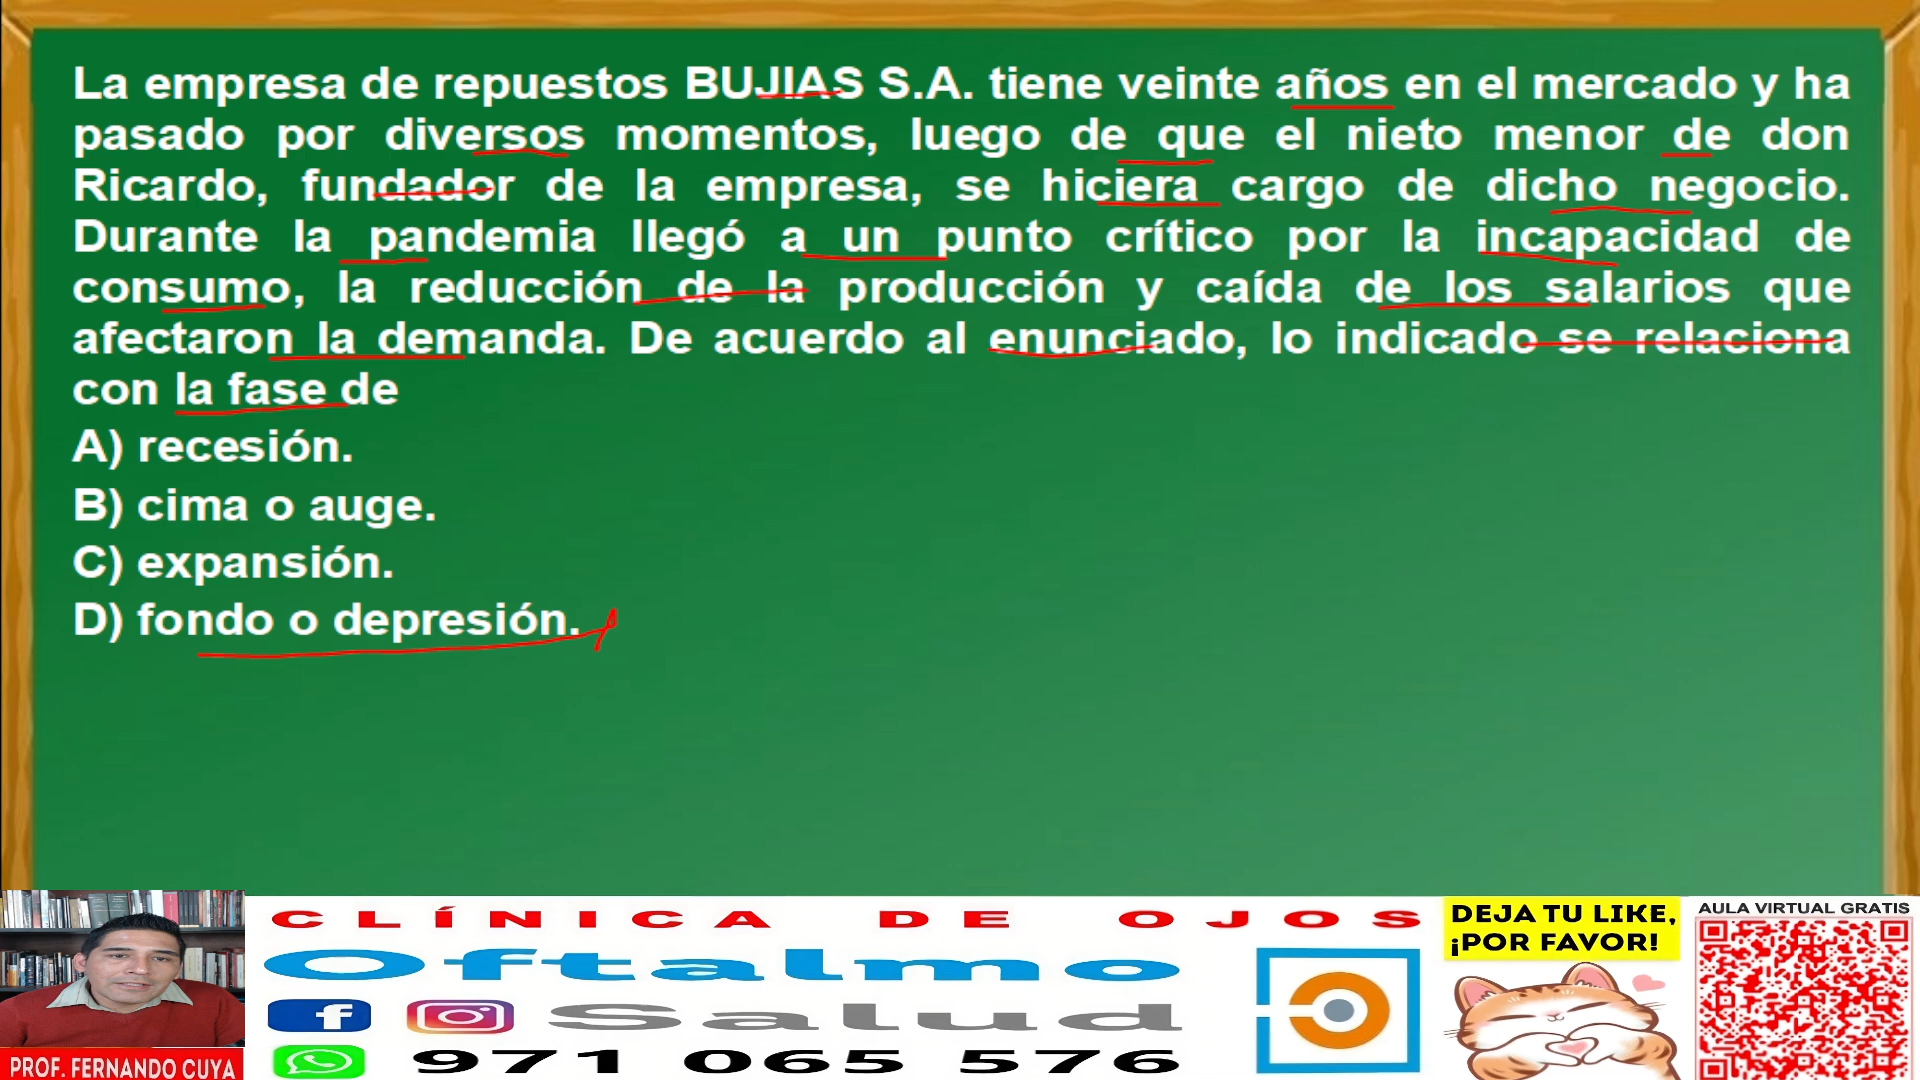 La empresa de repuestos BUJIAS S.A. tiene veinte años en el mercado y ha
pasado por diversos momentos, luego de que el nieto menor de don
Ricardo, fundador de la empresa, se hiciera cargo de dicho negocio.
Durante la pandemia llegó a un punto crítico por la incapacidad de
consumo, la reducción de la producción y caída de los salarios que
afectaron la demanda. De acuerdo al enunciado, lo indicado se relaciona
con la fase de
A) recesión.
B) cima o auge.
C) expansión.
D) fondo o depresión.
PROF. FERNANDO CUYA
CLÍNICA DE OJOS
Oftalmo
Salud
971 065 576
DEJA TU LIKE,
¡POR FAVOR!
AULA VIRTUAL GRATIS